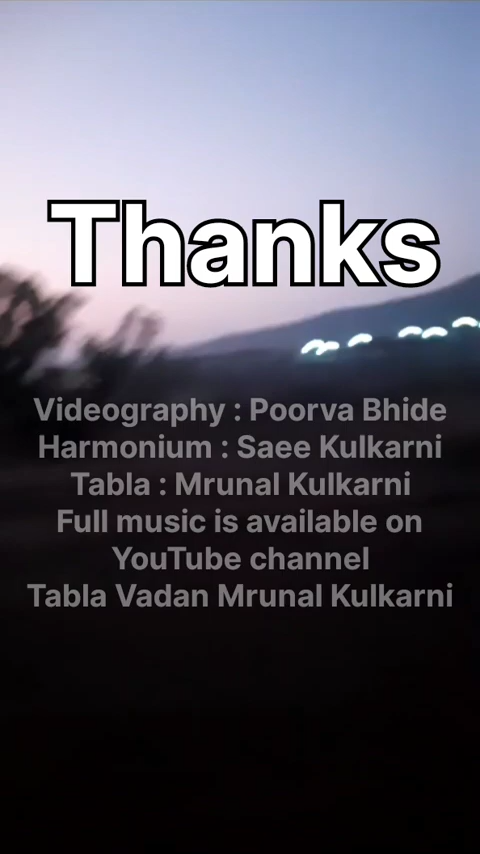 Thanks
Videography : Poorva Bhide
Harmonium : Saee Kulkarni
Tabla : Mrunal Kulkarni
Full music is available on
YouTube channel
Tabla Vadan Mrunal Kulkarni